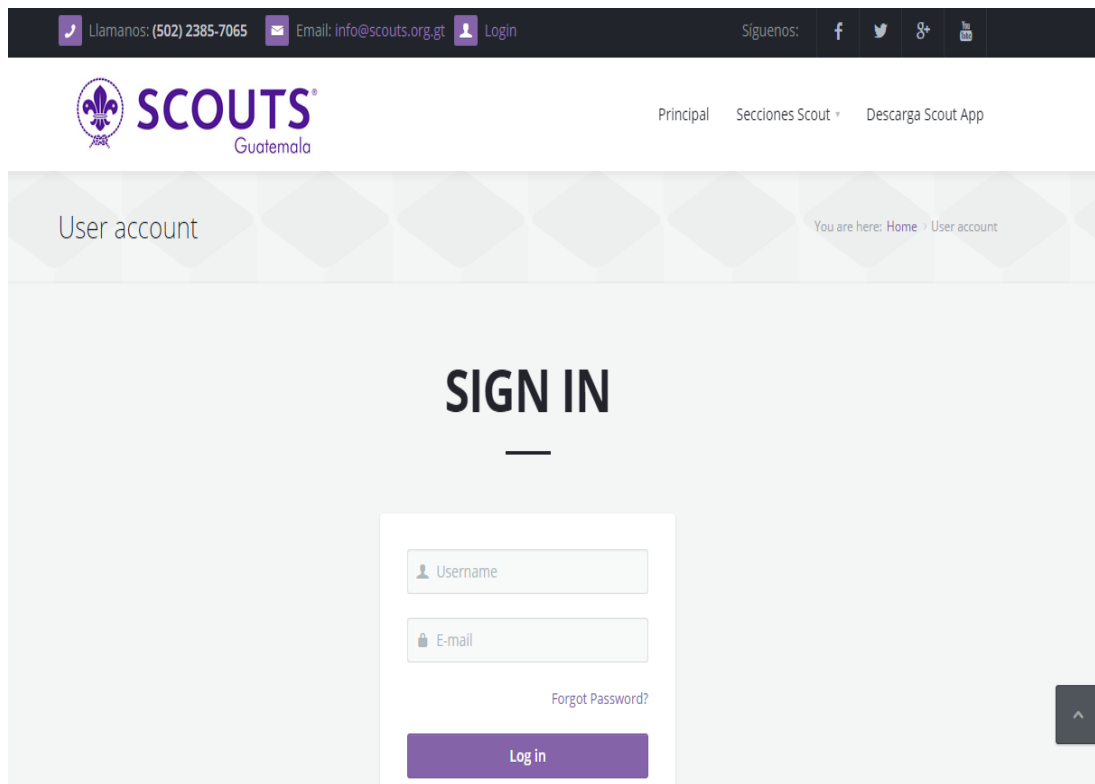 Llamanos: (502) 2385-7065 Email: info@scouts.org.gt Login Síguenos:
SCOUTS®
Guatemala
Principal Secciones Scout Descarga Scout App
User account
You are here: Home › User account
SIGN IN
Username
E-mail
Forgot Password?
Log in